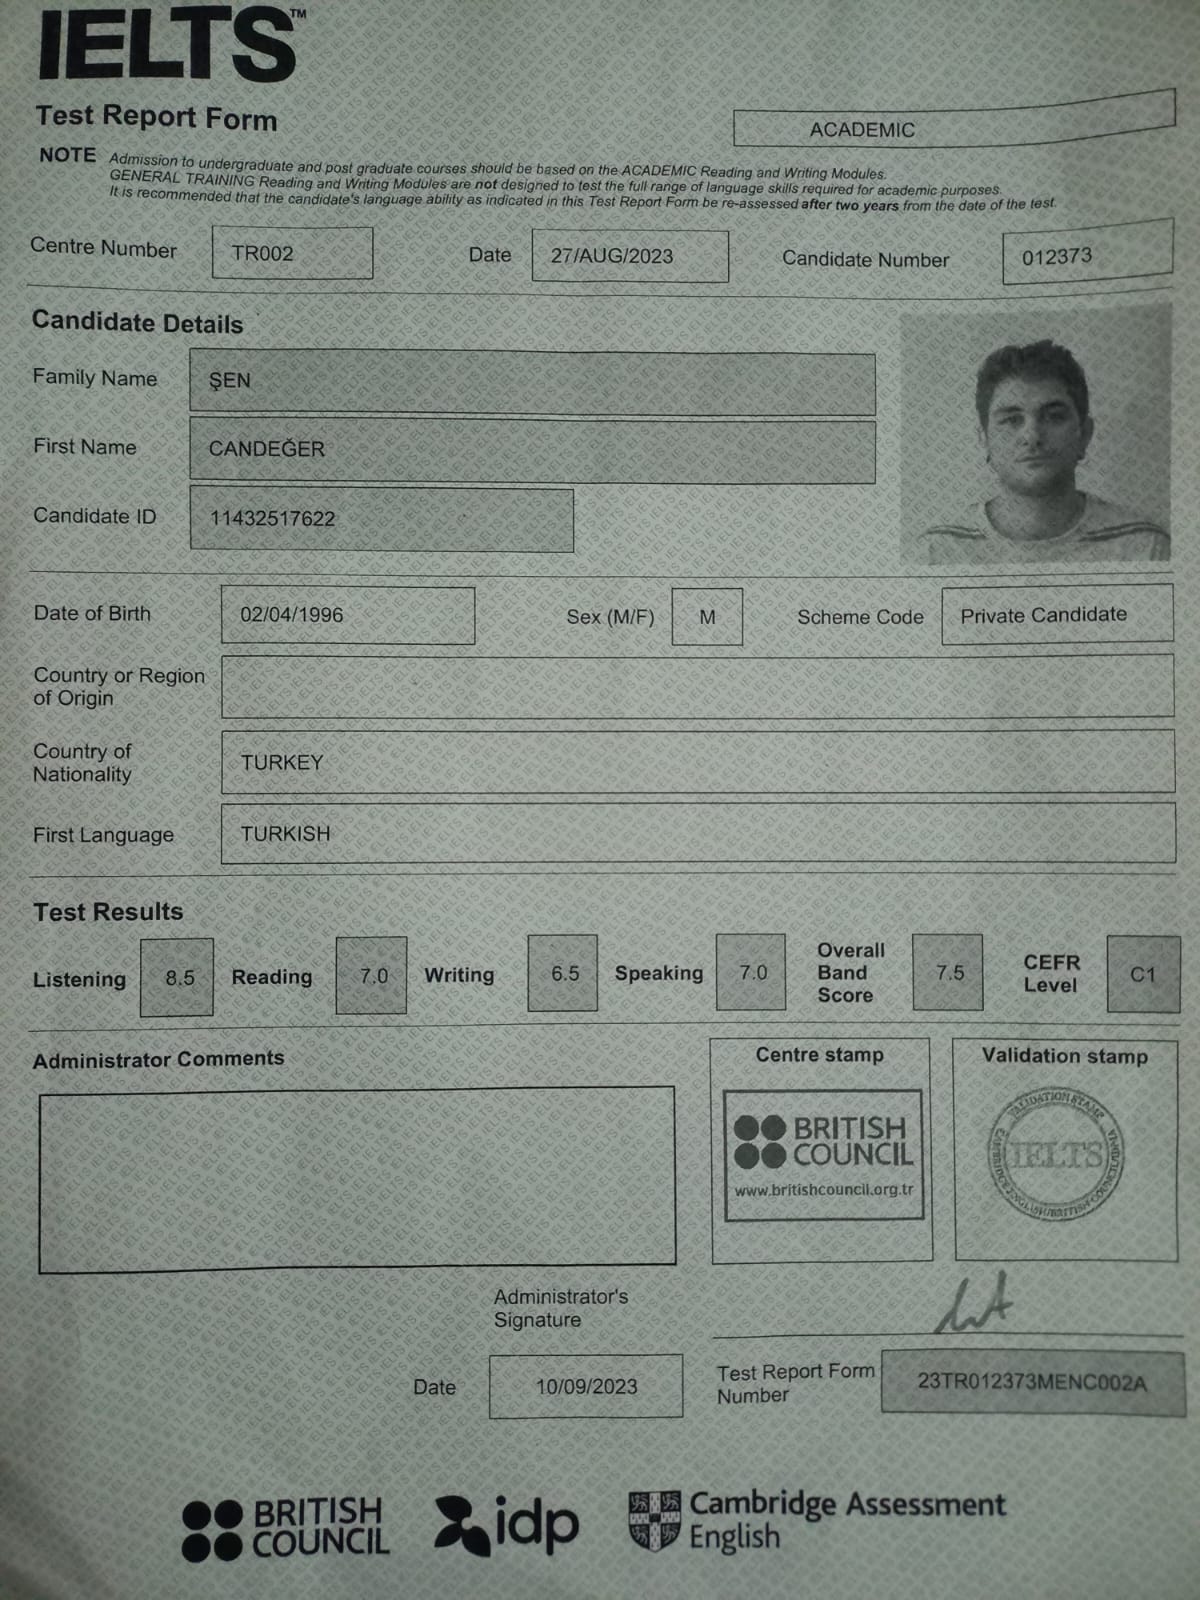 IELTS™
Test Report Form
ACADEMIC
NOTE Admission to undergraduate and post graduate courses should be based on the ACADEMIC Reading and Writing Modules.
GENERAL TRAINING Reading and Writing Modules are not designed to test the full range of language skills required for academic purposes.
It is recommended that the candidate's language ability as indicated in this Test Report Form be re-assessed after two years from the date of the test.
Centre Number TR002 Date 27/AUG/2023 Candidate Number 012373
Candidate Details
Family Name ŞEN
First Name CANDEĞER
Candidate ID 11432517622
Date of Birth 02/04/1996 Sex (M/F) M Scheme Code Private Candidate
Country or Region
of Origin
Country of
Nationality TURKEY
First Language TURKISH
Test Results
Listening 8.5 Reading 7.0 Writing 6.5 Speaking 7.0 Overall Band Score 7.5 CEFR Level C1
Administrator Comments
Centre stamp
BRITISH
COUNCIL
www.britishcouncil.org.tr
Validation stamp
VALIDATION STAMP
IELTS
Administrator's
Signature
Date 10/09/2023
Test Report Form
Number 23TR012373MENC002A
BRITISH
COUNCIL
idp
Cambridge Assessment
English